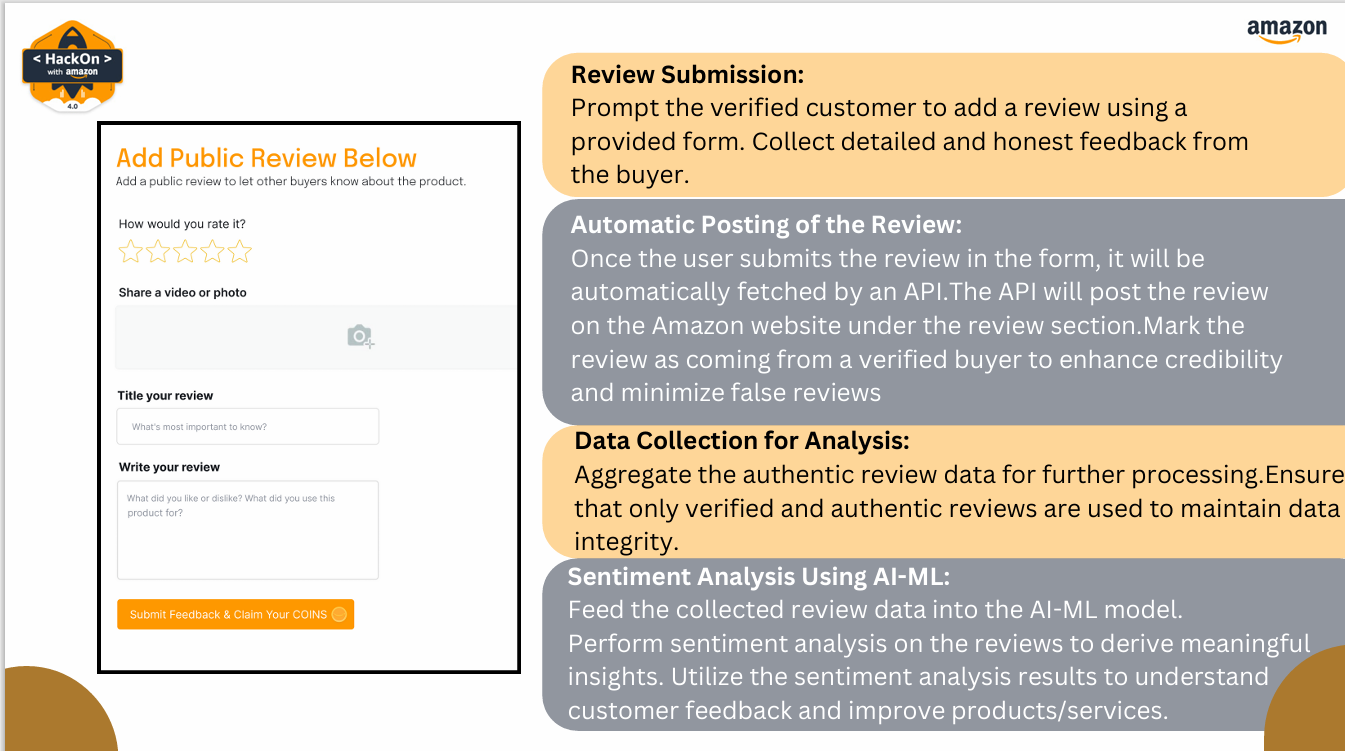 < HackOn >
with amazon
4.0
amazon
Add Public Review Below
Add a public review to let other buyers know about the product.
How would you rate it?
Share a video or photo
Title your review
What's most important to know?
Write your review
What did you like or dislike? What did you use this
product for?
Submit Feedback & Claim Your COINS
Review Submission:
Prompt the verified customer to add a review using a
provided form. Collect detailed and honest feedback from
the buyer.
Automatic Posting of the Review:
Once the user submits the review in the form, it will be
automatically fetched by an API.The API will post the review
on the Amazon website under the review section.Mark the
review as coming from a verified buyer to enhance credibility
and minimize false reviews
Data Collection for Analysis:
Aggregate the authentic review data for further processing.Ensure
that only verified and authentic reviews are used to maintain data
integrity.
Sentiment Analysis Using AI-ML:
Feed the collected review data into the AI-ML model.
Perform sentiment analysis on the reviews to derive meaningful
insights. Utilize the sentiment analysis results to understand
customer feedback and improve products/services.